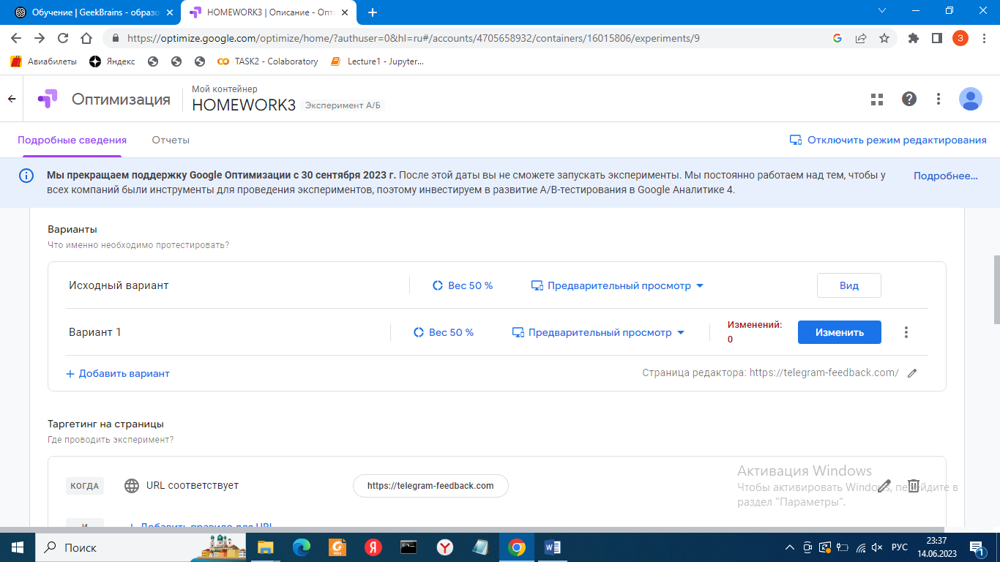 Обучение | GeekBrains - образо
HOMEWORK3 | Описание - Опт
https://optimize.google.com/optimize/home/?authuser=0&hl=ru#/accounts/4705658932/containers/16015806/experiments/9
3
Авиабилеты
Яндекс
TASK2 - Colaboratory
Lecture1 - Jupyter...
Оптимизация
Мой контейнер
HOMEWORK3
Эксперимент А/Б
Подробные сведения
Отчеты
Отключить режим редактирования
Мы прекращаем поддержку Google Оптимизации с 30 сентября 2023 г. После этой даты вы не сможете запускать эксперименты. Мы постоянно работаем над тем, чтобы у
всех компаний были инструменты для проведения экспериментов, поэтому инвестируем в развитие A/B-тестирования в Google Аналитике 4.
Подробнее...
Варианты
Что именно необходимо протестировать?
Исходный вариант
Вес 50 %
Предварительный просмотр
Вид
Вариант 1
Вес 50 %
Предварительный просмотр
Изменений:
0
Изменить
+ Добавить вариант
Страница редактора: https://telegram-feedback.com/
Таргетинг на страницы
Где проводить эксперимент?
КОГДА
URL соответствует
https://telegram-feedback.com
Активация Windows
Чтобы активировать Windows, перейдите в
раздел "Параметры".
И
+ Добавить правило для URL
Поиск
РУС
23:37
14.06.2023
1